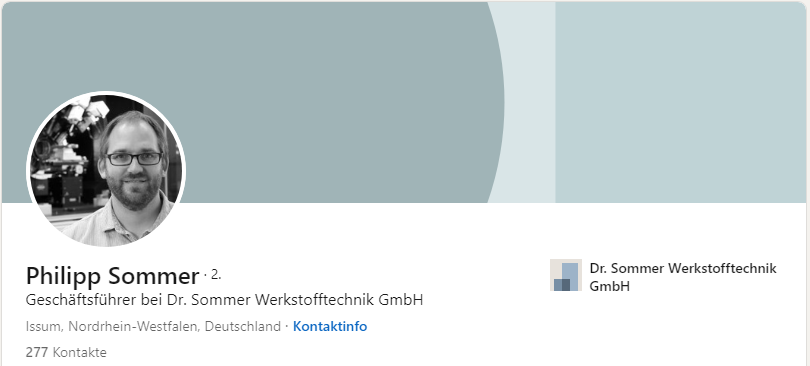 Philipp Sommer · 2.
Geschäftsführer bei Dr. Sommer Werkstofftechnik GmbH
Issum, Nordrhein-Westfalen, Deutschland · Kontaktinfo
277 Kontakte
Dr. Sommer Werkstofftechnik
GmbH